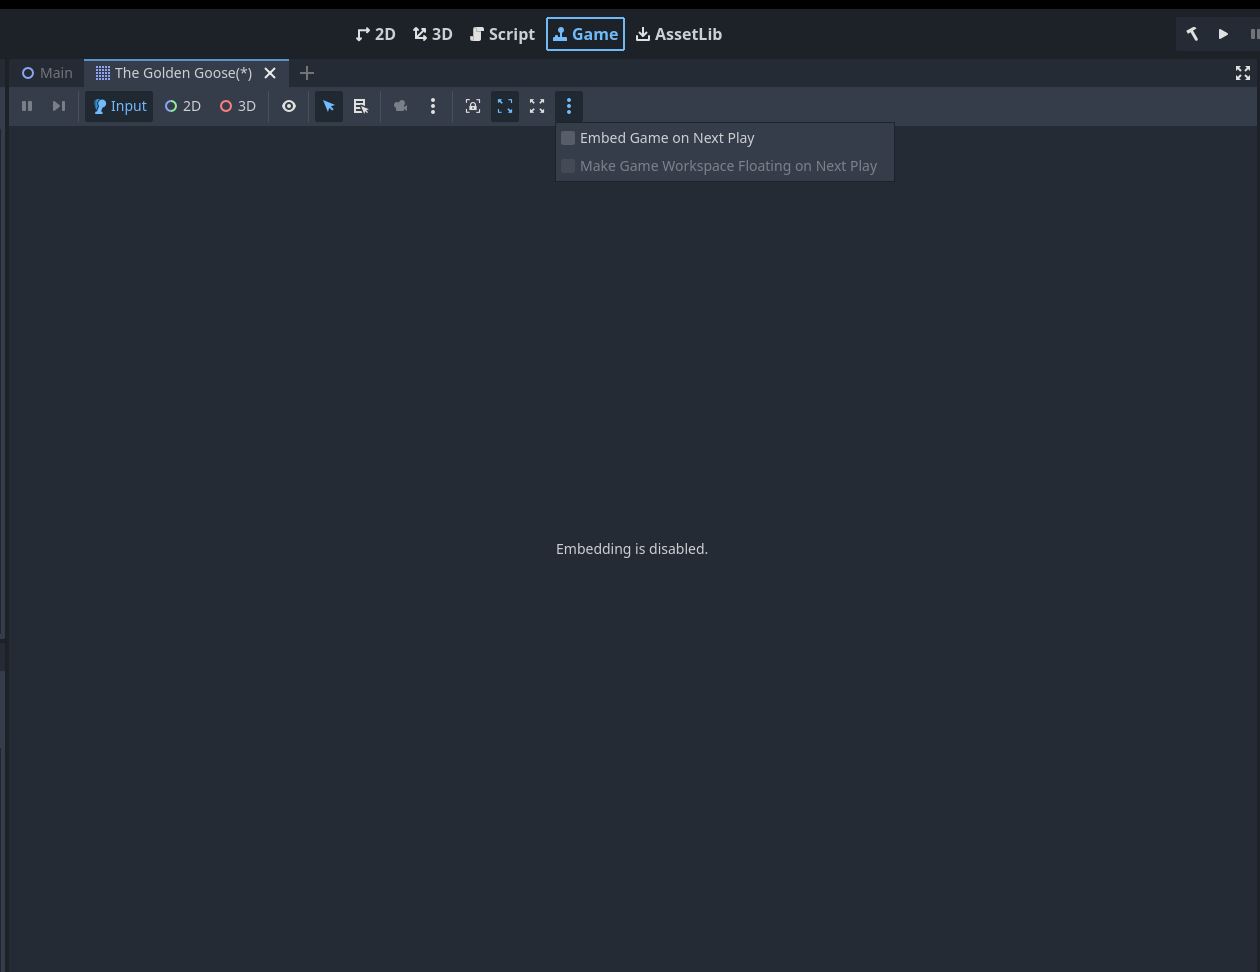 2D 3D Script Game AssetLib
Main The Golden Goose(*)
Input 2D 3D
Embed Game on Next Play
Make Game Workspace Floating on Next Play
Embedding is disabled.